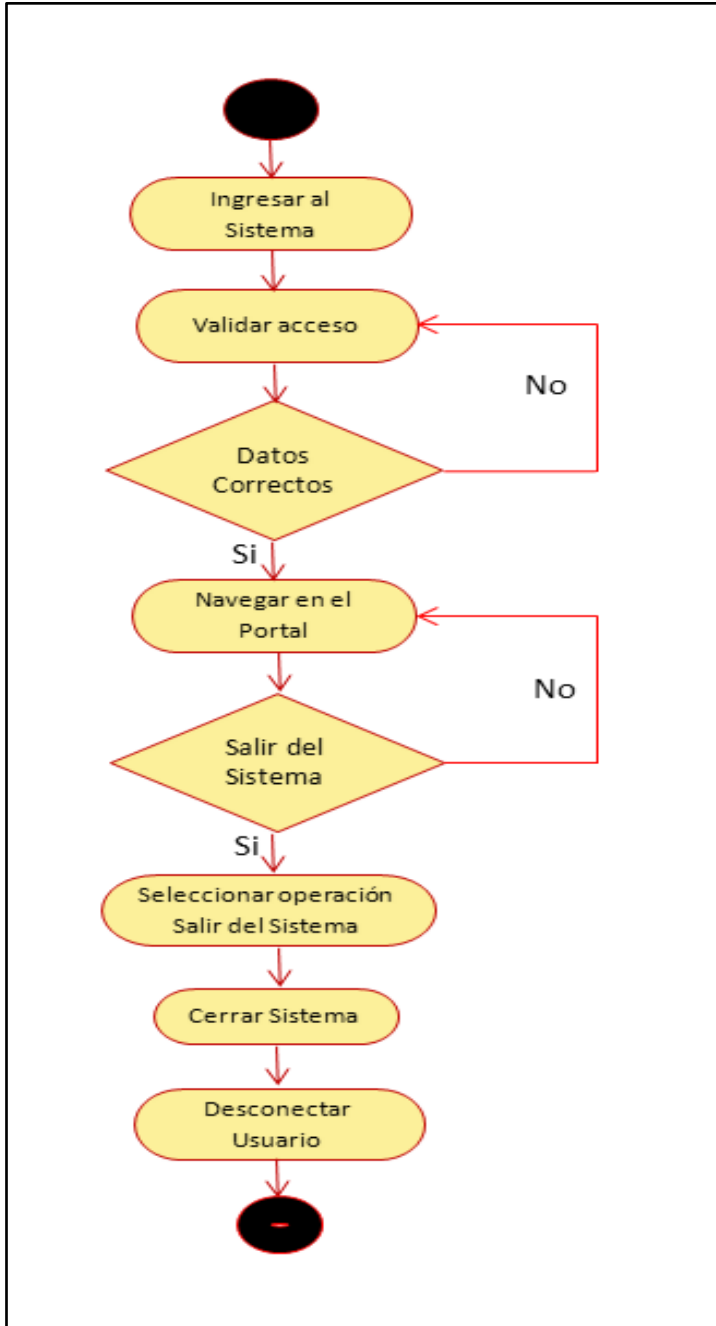 Ingresar al
Sistema
Validar acceso
No
Datos
Correctos
Si
Navegar en el
Portal
No
Salir del
Sistema
Si
Seleccionar operación
Salir del Sistema
Cerrar Sistema
Desconectar
Usuario